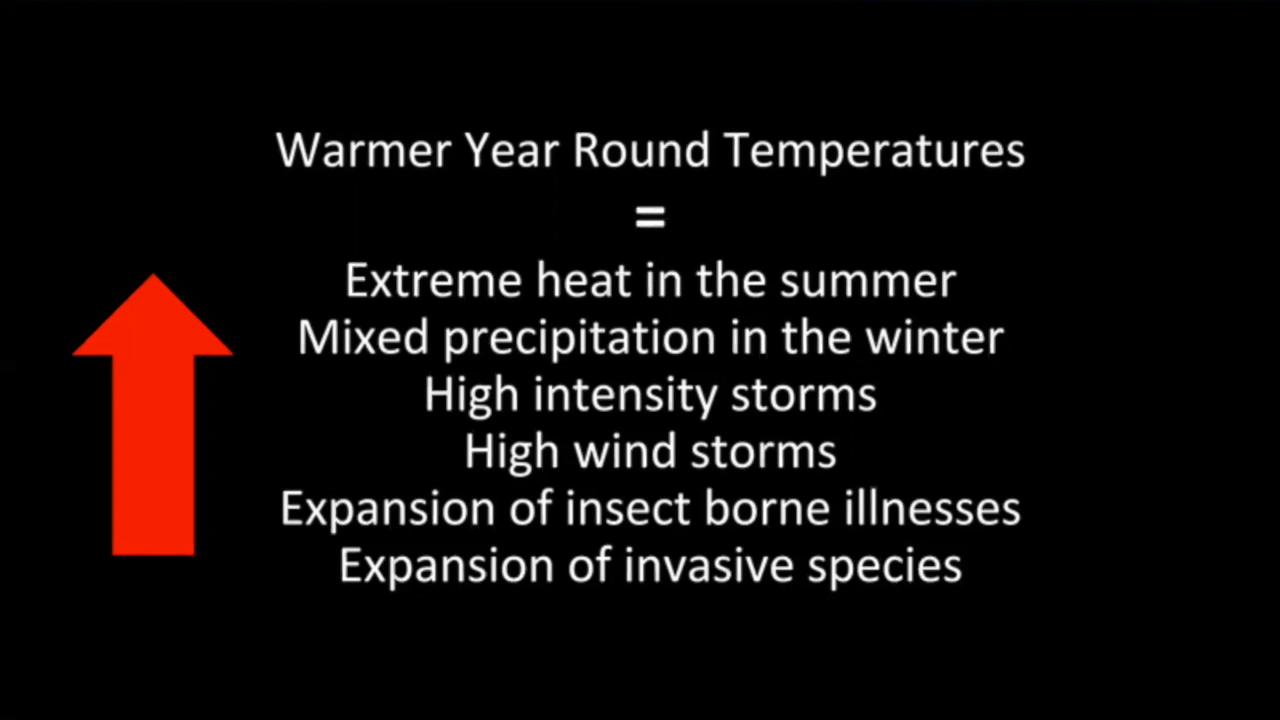 Warmer Year Round Temperatures
=
Extreme heat in the summer
Mixed precipitation in the winter
High intensity storms
High wind storms
Expansion of insect borne illnesses
Expansion of invasive species